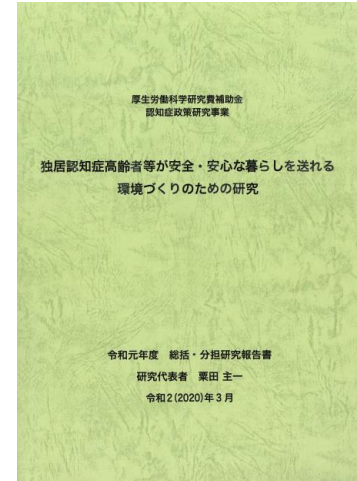 厚生労働科学研究費補助金
認知症政策研究事業
独居認知症高齢者等が安全・安心な暮らしを送れる
環境づくりのための研究
令和元年度 総括・分担研究報告書
研究代表者 粟田 主一
令和2(2020)年3月